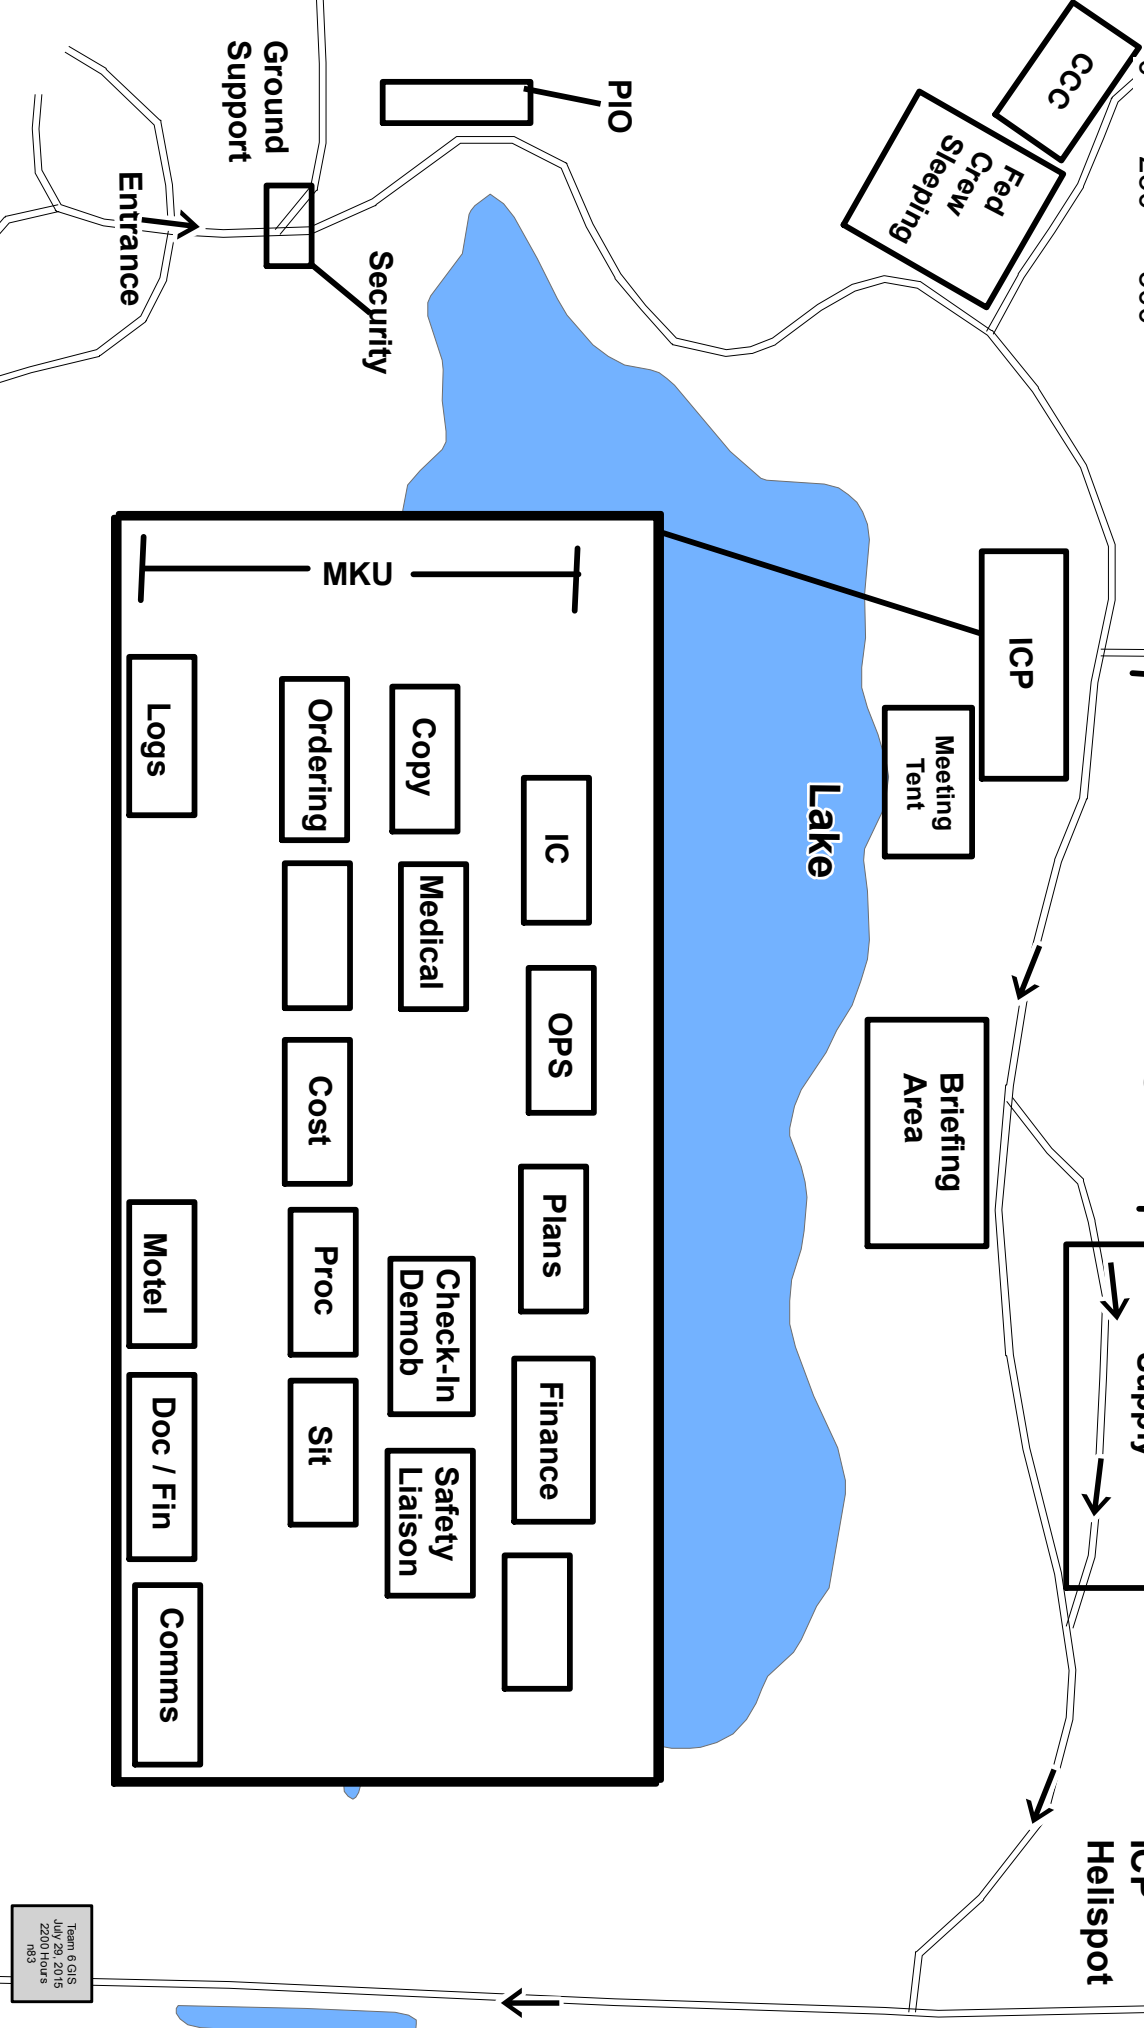 CCC
Fed
Crew
Sleeping
PIO
Ground
Support
Entrance
Security
ICP
Meeting
Tent
Lake
MKU
IC
OPS
Plans
Finance
Copy
Medical
Check-In
Demob
Safety
Liaison
Ordering
Cost
Proc
Sit
Logs
Motel
Doc / Fin
Comms
Briefing
Area
Supply
ICP
Helispot
Team 6 GIS
July 29, 2015
2200 Hours
n83